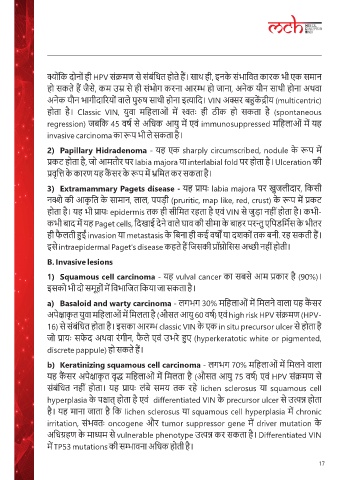 mch
क्योंकि दोनों ही HPV संक्रमण से संबंधित होते हैं। साथ ही, इनके संभावित कारक भी एक समान
हो सकते हैं जैसे, कम उम्र से ही संभोग करना आरम्भ हो जाना, अनेक यौन साथी होना अथवा
अनेक यौन भागीदारियों वाले पुरुष साथी होना इत्यादि। VIN अक्सर बहुकेंद्रीय (multicentric)
होता है। Classic VIN, युवा महिलाओं में स्वतः ही ठीक हो सकता है (spontaneous
regression) जबकि 45 वर्ष से अधिक आयु में एवं immunosuppressed महिलाओं में यह
invasive carcinoma का रूप भी ले सकता है।
2) Papillary Hidradenoma - यह एक sharply circumscribed, nodule के रूप में
प्रकट होता है, जो आमतौर पर labia majora या interlabial fold पर होता है। Ulceration की
प्रवृत्ति के कारण यह कैंसर के रूप में भ्रमित कर सकता है।
3) Extramammary Pagets disease - यह प्रायः labia majora पर खुजलीदार, किसी
नक्शे की आकृति के सामान, लाल, पपड़ी (pruritic, map like, red, crust) के रूप में प्रकट
होता है। यह भी प्रायः epidermis तक ही सीमित रहता है एवं VIN से जुड़ा नहीं होता है। कभी-
कभी बाद में यह Paget cells, दिखाई देने वाले घाव की सीमा के बाहर परन्तु एपिडर्मिस के भीतर
ही फैलती हुई invasion या metastasis के बिना ही कई वर्षों या दशकों तक बनी. रह सकती हैं।
इसे intraepidermal Paget's disease कहते हैं जिसकी प्रॉग्नोसिस अच्छी नहीं होती।
B. Invasive lesions
1) Squamous cell carcinoma - यह vulval cancer का सबसे आम प्रकार है (90%)।
इसको भी दो समूहों में विभाजित किया जा सकता है।
a) Basaloid and warty carcinoma - लगभग 30% महिलाओं में मिलने वाला यह कैंसर
अपेक्षाकृत युवा महिलाओं में मिलता है (औसत आयु 60 वर्ष) एवं high risk HPV संक्रमण (HPV-
16) से संबंधित होता है। इसका आरम्भ classic VIN के एक in situ precursor ulcer से होता है
जो प्रायः सफेद अथवा रंगीन, फैले एवं उभरे हुए (hyperkeratotic white or pigmented,
discrete pappule) हो सकते हैं।
b) Keratinizing squamous cell carcinoma - लगभग 70% महिलाओं में मिलने वाला
यह कैंसर अपेक्षाकृत वृद्ध महिलाओं में मिलता है (औसत आयु 75 वर्ष) एवं HPV संक्रमण से
संबंधित नहीं होता। यह प्रायः लंबे समय तक रहे lichen sclerosus या squamous cell
hyperplasia के पश्चात् होता है एवं differentiated VIN के precursor ulcer से उत्पन्न होता
है। यह माना जाता है कि lichen sclerosus या squamous cell hyperplasia में chronic
irritation, संभवतः oncogene और tumor suppressor gene में driver mutation के
अधिग्रहण के माध्यम से vulnerable phenotype उत्पन्न कर सकता है। Differentiated VIN
में TP53 mutations की सम्भावना अधिक होती है।
17